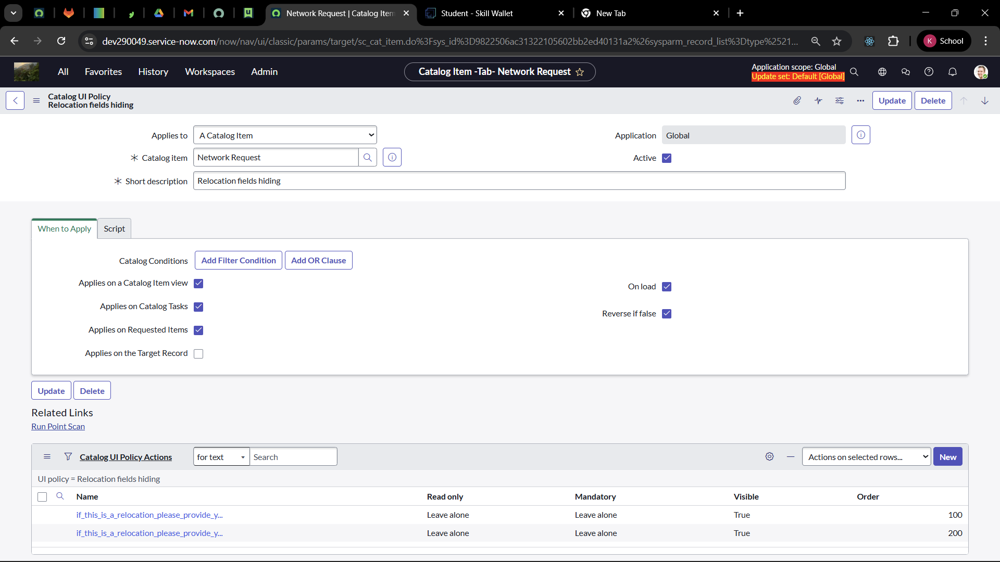 Network Request | Catalog Item
Student - Skill Wallet
New Tab
dev290049.service-now.com/now/nav/ui/classic/params/target/sc_cat_item.do%3Fsys_id%3D9822506ac31322105602bb2ed40131a2%26sysparm_record_list%3Dtype%2521...
K School
All
Favorites
History
Workspaces
Admin
Catalog Item -Tab- Network Request
Application scope: Global
Update set: Default [Global]
Catalog UI Policy
Relocation fields hiding
Update
Delete
Applies to
A Catalog Item
Application
Global
Catalog item
Network Request
Active
Short description
Relocation fields hiding
When to Apply
Script
Catalog Conditions
Add Filter Condition
Add OR Clause
Applies on a Catalog Item view
On load
Applies on Catalog Tasks
Reverse if false
Applies on Requested Items
Applies on the Target Record
Update
Delete
Related Links
Run Point Scan
Catalog UI Policy Actions
for text
Search
Actions on selected rows...
New
UI policy = Relocation fields hiding
Name Read only Mandatory Visible Order
if_this_is_a_relocation_please_provide_y... Leave alone Leave alone True 100
if_this_is_a_relocation_please_provide_y... Leave alone Leave alone True 200